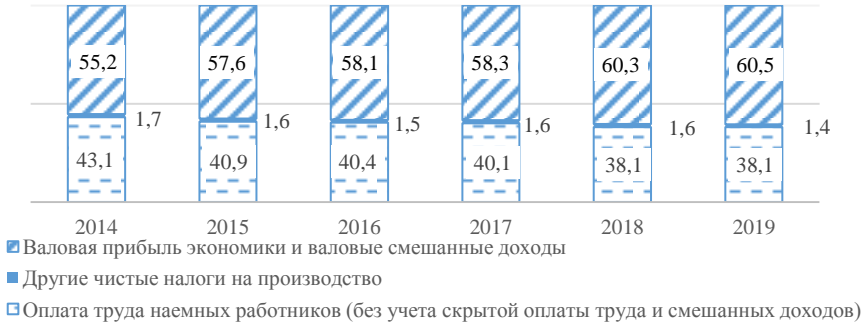 55,2 57,6 58,1 58,3 60,3 60,5
1,7 1,6 1,5 1,6 1,6 1,4
43,1 40,9 40,4 40,1 38,1 38,1
2014 2015 2016 2017 2018 2019
Валовая прибыль экономики и валовые смешанные доходы
Другие чистые налоги на производство
Оплата труда наемных работников (без учета скрытой оплаты труда и смешанных доходов)